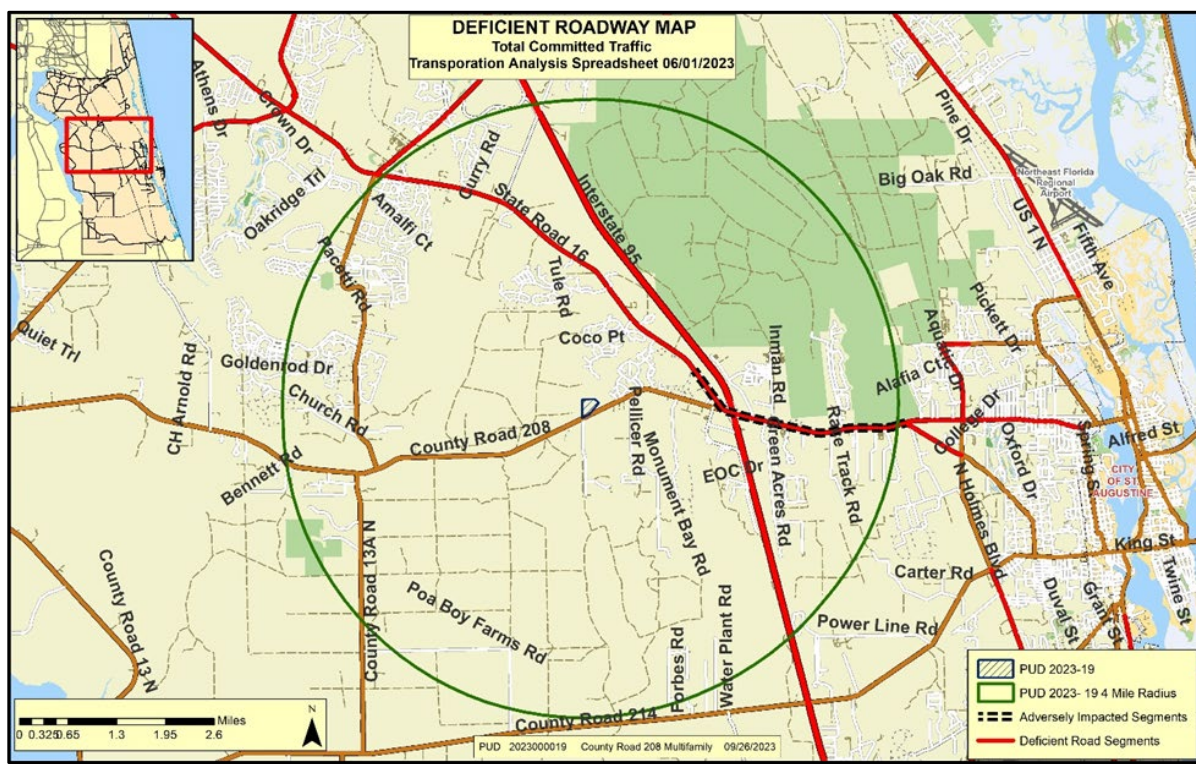 DEFICIENT ROADWAY MAP
Total Committed Traffic
Transporation Analysis Spreadsheet 06/01/2023
Athens Dr
Crown Dr
Oakridge Trl
Amalfi Ct
Curry Rd
Pacetti Rd
State Road 16
Interstate 95
Tule Rd
Coco Pt
Pine Dr
Big Oak Rd
Northeast Florida
Regional
Airport
US 1 N
Fifth Ave
Pickett Dr
Aquatic Dr
Alafia Ct
Quiet Trl
CH Arnold Rd
Goldenrod Dr
Church Rd
County Road 208
Bennett Rd
Pellicer Rd
Monument Bay Rd
Inman Rd
Green Acres Rd
Race Track Rd
EOC Dr
College Dr
Oxford Dr
N Holmes Blvd
Spring St
Alfred St
CITY
OF ST.
AUGUSTINE
King St
Carter Rd
Duval St
Grant St
Twine St
County Road 13 N
County Road 13A N
Poa Boy Farms Rd
Forbes Rd
Water Plant Rd
Power Line Rd
County Road 214
PUD 2023-19
PUD 2023- 19 4 Mile Radius
Adversely Impacted Segments
Deficient Road Segments
Miles
0 0.3250.65 1.3 1.95 2.6
N
PUD 2023000019 County Road 208 Multifamily 09/26/2023